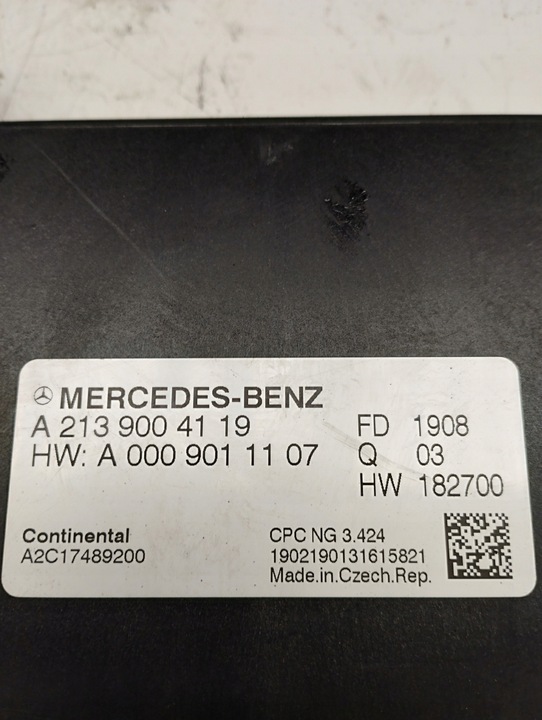 MERCEDES-BENZ
A 213 900 41 19
HW: A 000 901 11 07
FD 1908
Q 03
HW 182700
Continental
A2C17489200
CPC NG 3.424
1902190131615821
Made.in.Czech.Rep.